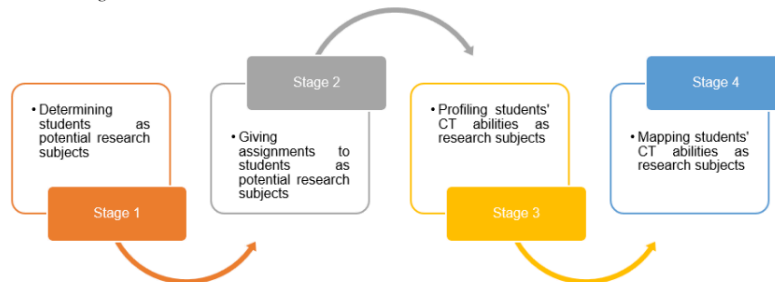 • Determining
students as
potential research
subjects
Stage 1
Stage 2
• Giving
assignments to
students as
potential research
subjects
• Profiling students'
CT abilities as
research subjects
Stage 3
Stage 4
• Mapping students'
CT abilities as
research subjects